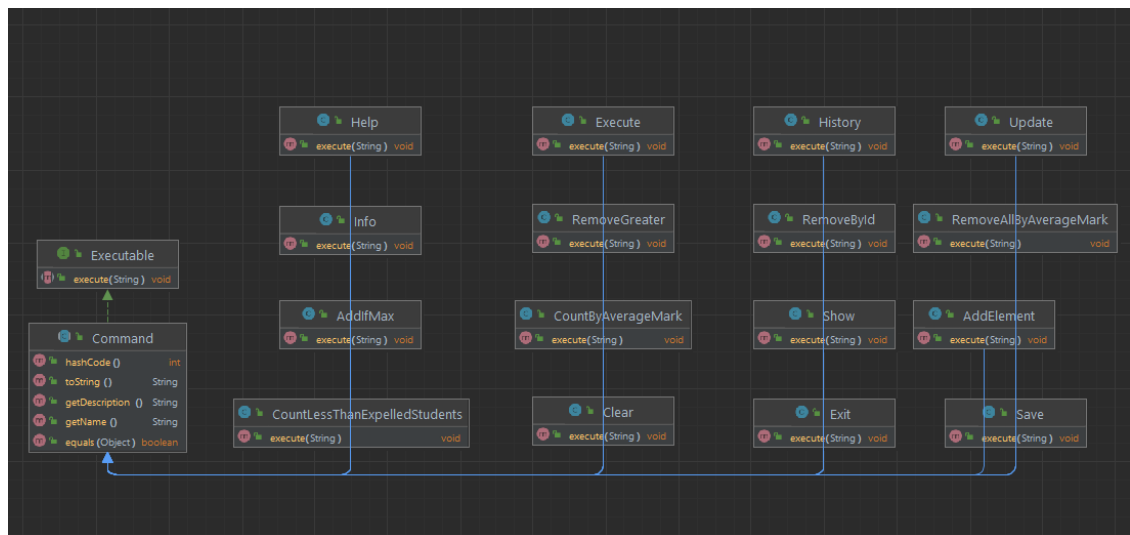 Executable
execute(String) void
Command
hashCode() int
toString() String
getDescription() String
getName() String
equals(Object) boolean
Help
execute(String) void
Info
execute(String) void
AddIfMax
execute(String) void
CountLessThanExpelledStudents
execute(String) void
Execute
execute(String) void
RemoveGreater
execute(String) void
CountByAverageMark
execute(String) void
Clear
execute(String) void
History
execute(String) void
RemoveById
execute(String) void
Show
execute(String) void
Exit
execute(String) void
Update
execute(String) void
RemoveAllByAverageMark
execute(String) void
AddElement
execute(String) void
Save
execute(String) void